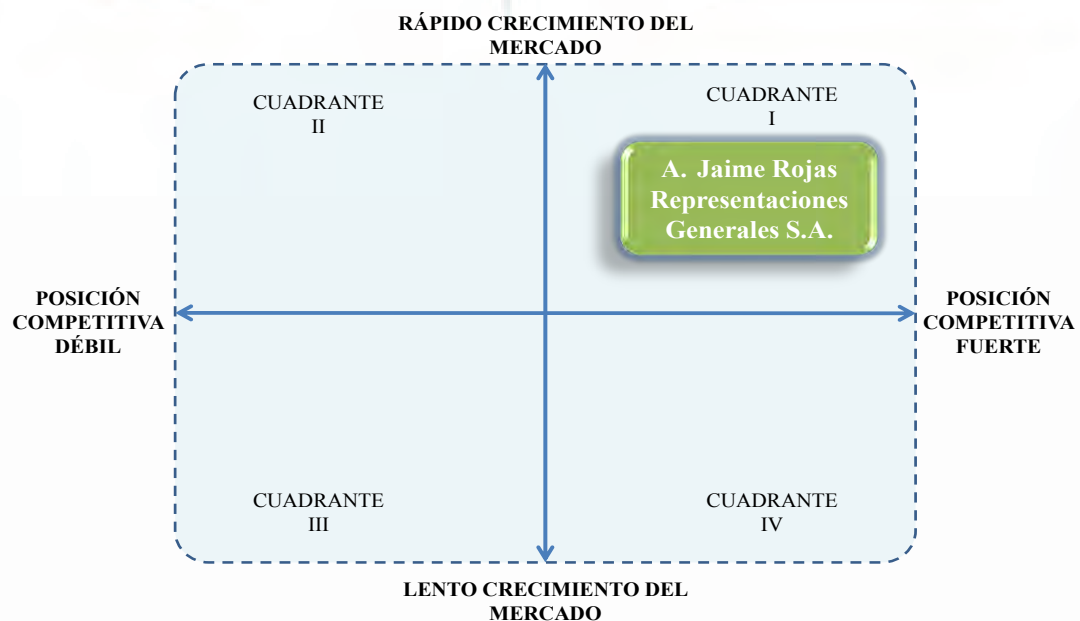 RÁPIDO CRECIMIENTO DEL
MERCADO
CUADRANTE
II
CUADRANTE
I
A. Jaime Rojas
Representaciones
Generales S.A.
POSICIÓN
COMPETITIVA
DÉBIL
POSICIÓN
COMPETITIVA
FUERTE
CUADRANTE
III
CUADRANTE
IV
LENTO CRECIMIENTO DEL
MERCADO